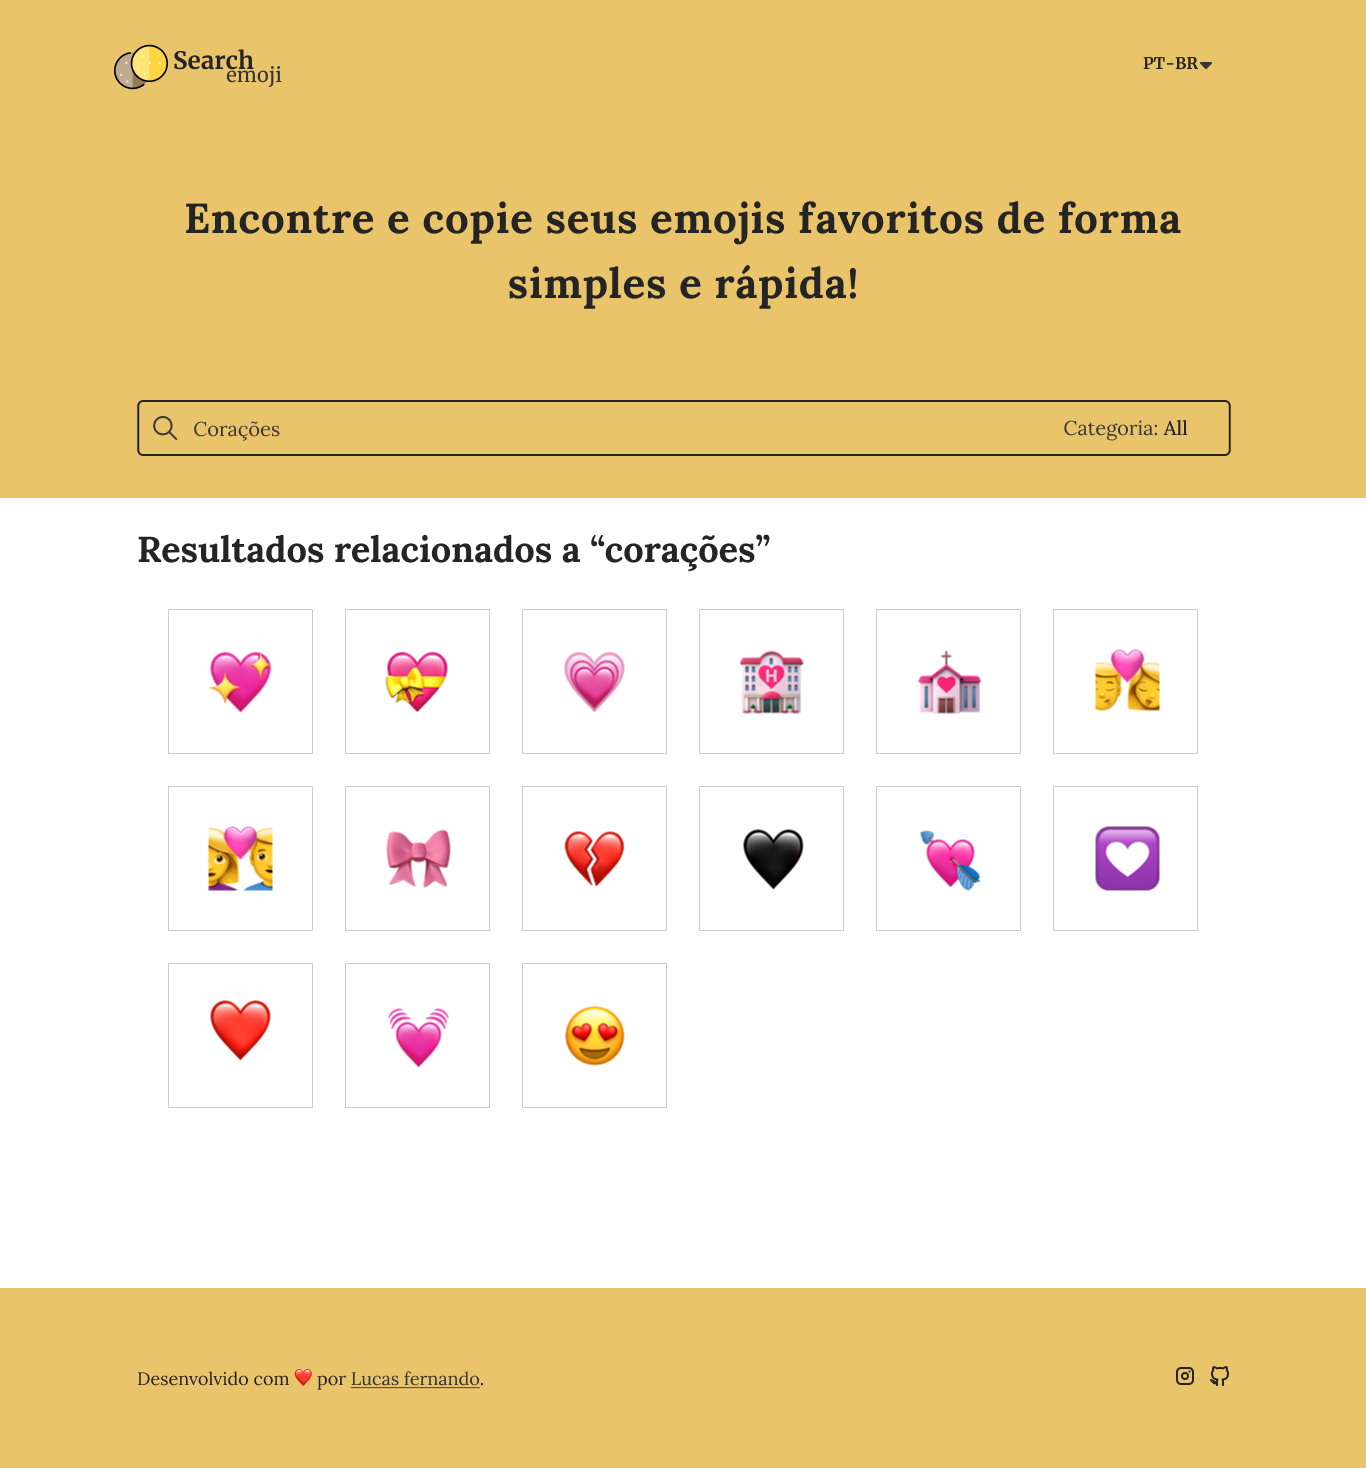 Search
emoji
PT-BR
Encontre e copie seus emojis favoritos de forma
simples e rápida!
Corações
Categoria: All
Resultados relacionados a “corações”
H
Desenvolvido com ❤️ por Lucas fernando.